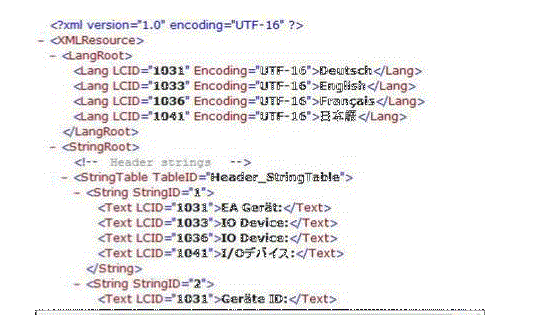 <?xml version="1.0" encoding="UTF-16" ?>
- <XMLResource>
- <LangRoot>
<Lang LCID="1031" Encoding="UTF-16">Deutsch</Lang>
<Lang LCID="1033" Encoding="UTF-16">English</Lang>
<Lang LCID="1036" Encoding="UTF-16">Français</Lang>
<Lang LCID="1041" Encoding="UTF-16">日本語</Lang>
</LangRoot>
- <StringRoot>
<!-- Header strings -->
- <StringTable TableID="Header_StringTable">
- <String StringID="1">
<Text LCID="1031">EA Gerät:</Text>
<Text LCID="1033">IO Device:</Text>
<Text LCID="1036">IO Device:</Text>
<Text LCID="1041">I/Oデバイス:</Text>
</String>
- <String StringID="2">
<Text LCID="1031">Geräte ID:</Text>